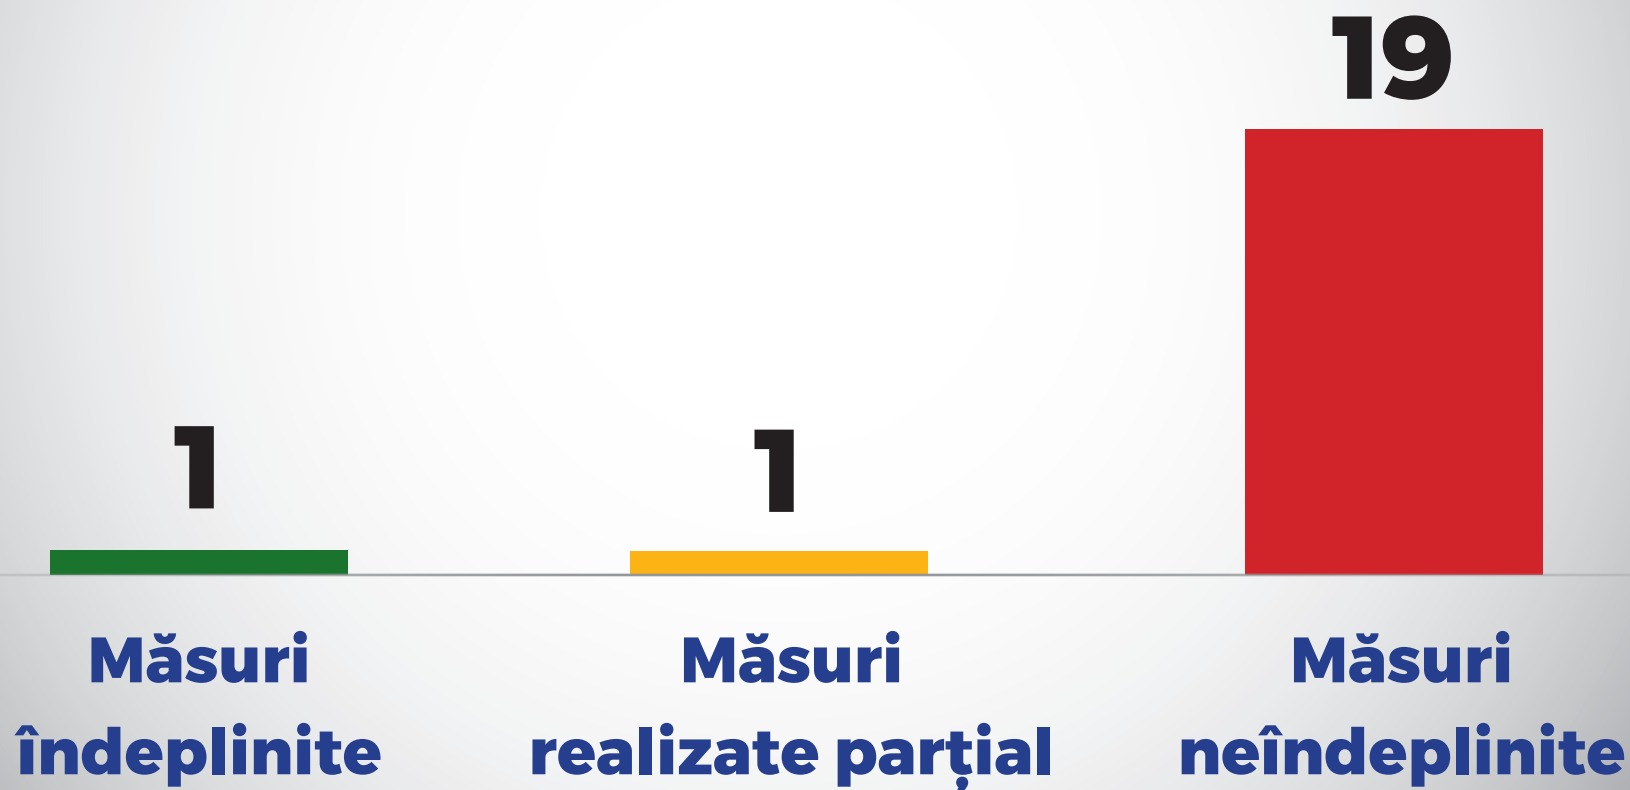 19
1
1
Măsuri
îndeplinite
Măsuri
realizate parțial
Măsuri
neîndeplinite